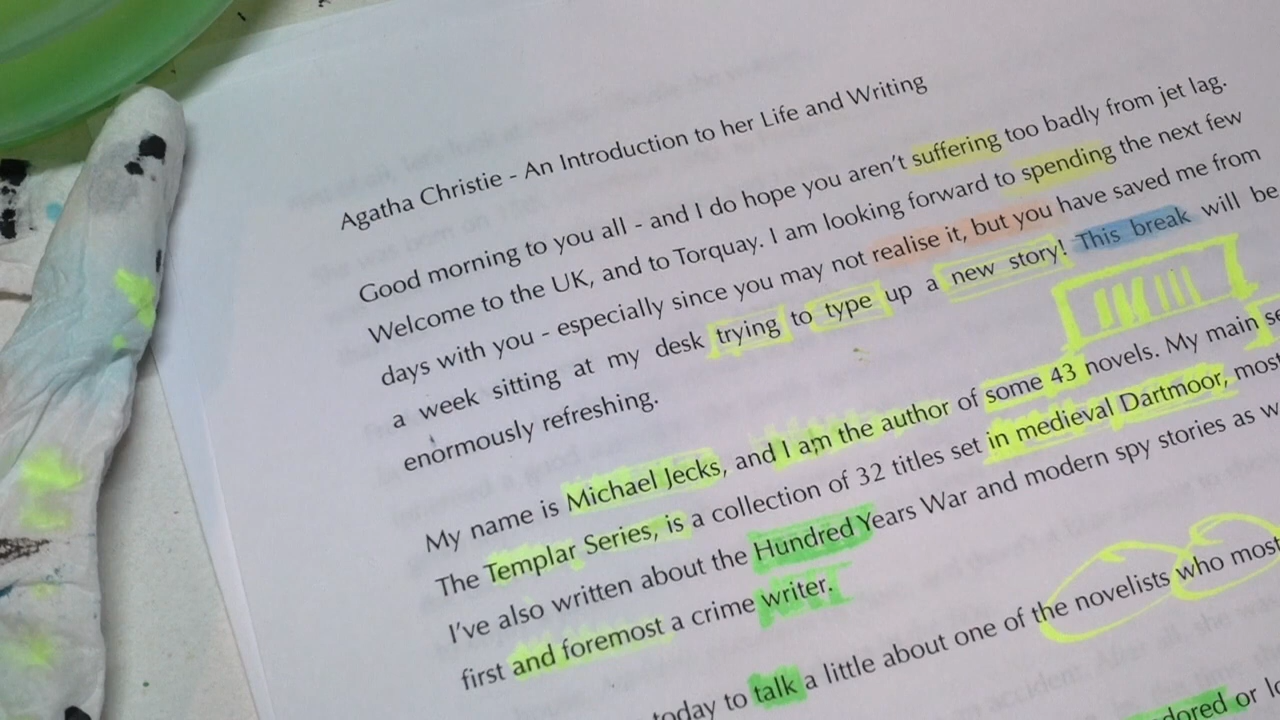 Agatha Christie - An Introduction to her Life and Writing
Good morning to you all - and I do hope you aren't suffering too badly from jet lag.
Welcome to the UK, and to Torquay. I am looking forward to spending the next few
days with you - especially since you may not realise it, but you have saved me from
a week sitting at my desk trying to type up a new story! This break will be
enormously refreshing.
My name is Michael Jecks, and I am the author of some 43 novels. My main
The Templar Series, is a collection of 32 titles set in medieval Dartmoor, most
I've also written about the Hundred Years War and modern spy stories as
first and foremost a crime writer.
today to talk a little about one of the novelists who most
or